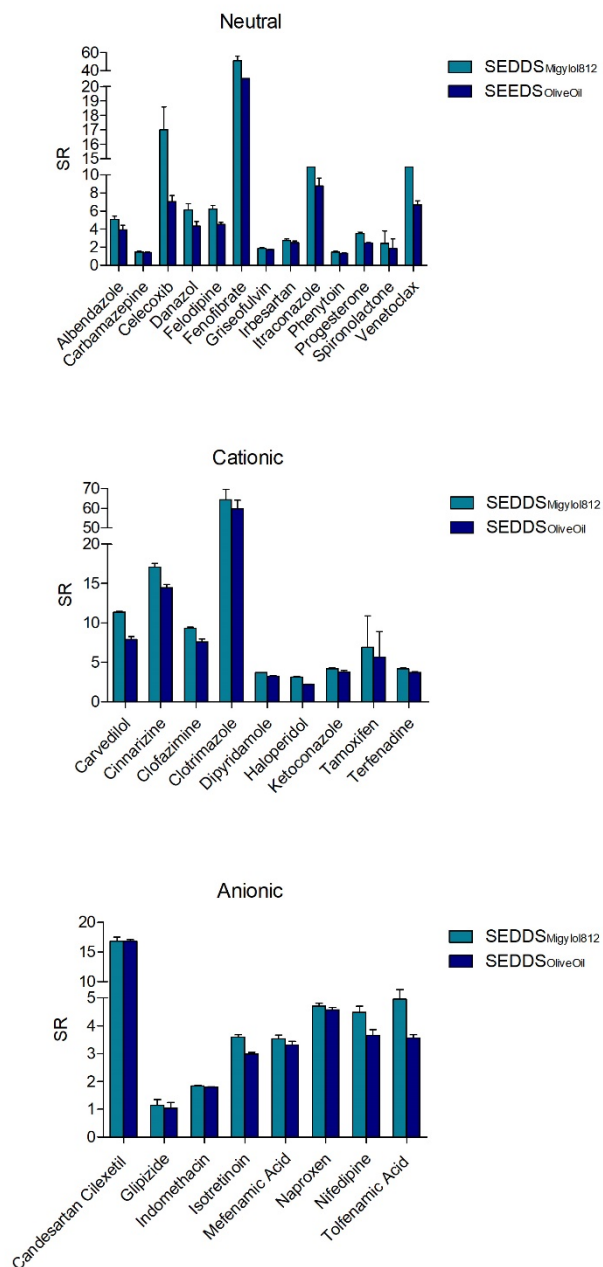 Neutral
60
40
20
19
18
17
16
15
8
6
4
2
0
SR
SEDDSMigylol812
SEEDSOliveOil
Albendazole
Carbamazepine
Celecoxib
Danazol
Felodipine
Fenofibrate
Griseofulvin
Irbesartan
Itraconazole
Phenytoin
Progesterone
Spironolactone
Venetoclax
Cationic
70
60
50
20
15
10
5
0
SR
SEDDSMigylol812
SEDDSOliveOil
Carvedilol
Cinnarizine
Clofazimine
Clotrimazole
Dipyridamole
Haloperidol
Ketoconazole
Tamoxifen
Terfenadine
Anionic
20
15
10
5
4
3
2
1
0
SR
SEDDSMigylol812
SEDDSOliveOil
Candesartan Cilexetil
Glipizide
Indomethacin
Isotretinoin
Mefenamic Acid
Naproxen
Nifedipine
Tolfenamic Acid